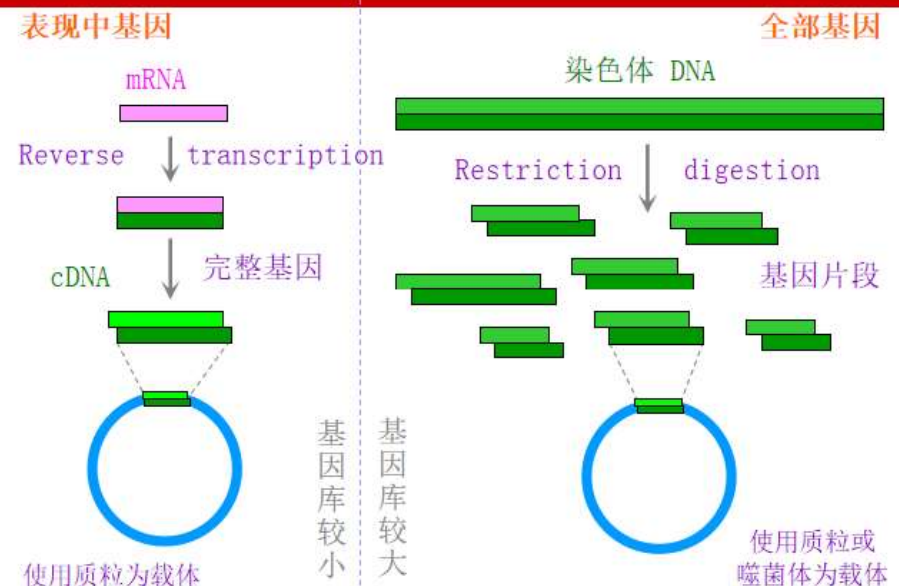 表现中基因
mRNA
Reverse transcription
cDNA
完整基因
基因库较小
使用质粒为载体
全部基因
染色体 DNA
Restriction digestion
基因片段
基因库较大
使用质粒或
噬菌体为载体